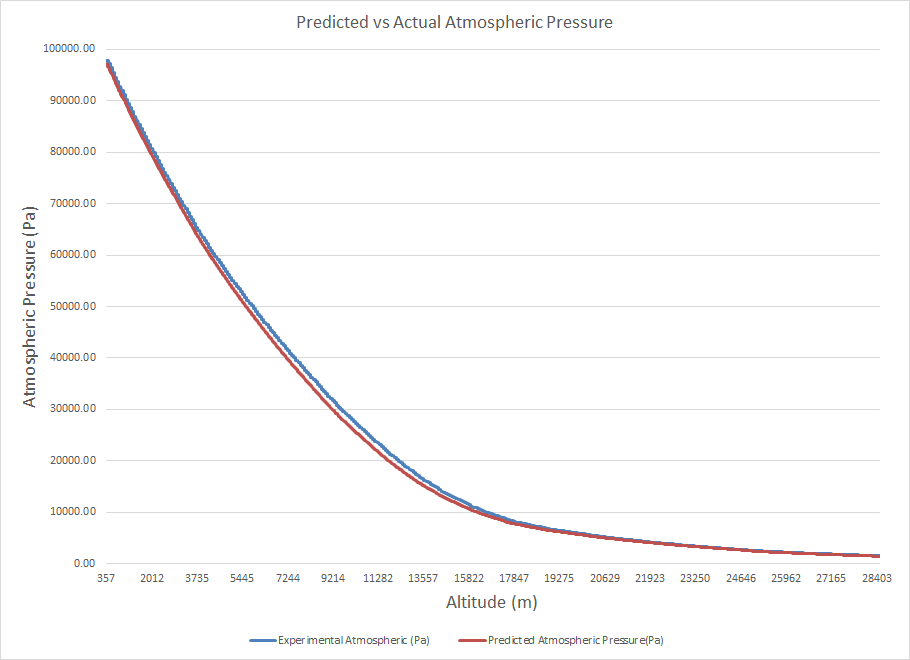 Predicted vs Actual Atmospheric Pressure
100000.00
90000.00
80000.00
70000.00
60000.00
50000.00
40000.00
30000.00
20000.00
10000.00
0.00
Atmospheric Pressure (Pa)
357 2012 3735 5445 7244 9214 11282 13557 15822 17847 19275 20629 21923 23250 24646 25962 27165 28403
Altitude (m)
Experimental Atmospheric (Pa) Predicted Atmospheric Pressure(Pa)